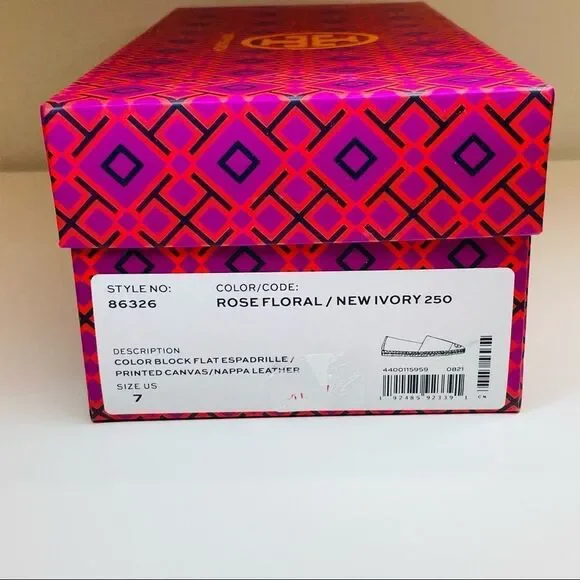 STYLE NO: COLOR/CODE:
86326 ROSE FLORAL / NEW IVORY 250
DESCRIPTION
COLOR BLOCK FLAT ESPADRILLE /
PRINTED CANVAS/NAPPA LEATHER
SIZE US
7
4400115959 0821
1 92485 92339 1 CN